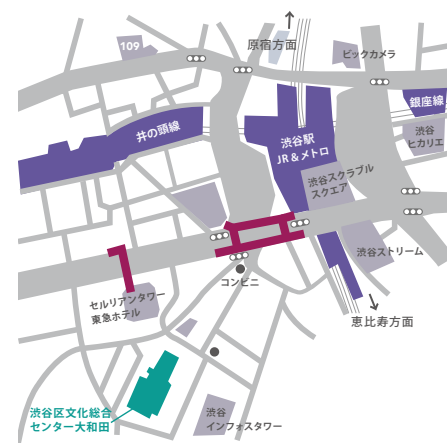 109
原宿方面
ビックカメラ
銀座線
井の頭線
渋谷駅
JR＆メトロ
渋谷
ヒカリエ
渋谷スクラブル
スクエア
渋谷ストリーム
コンビニ
セルリアンタワー
東急ホテル
恵比寿方面
渋谷区文化総合
センター大和田
渋谷
インフォスタワー